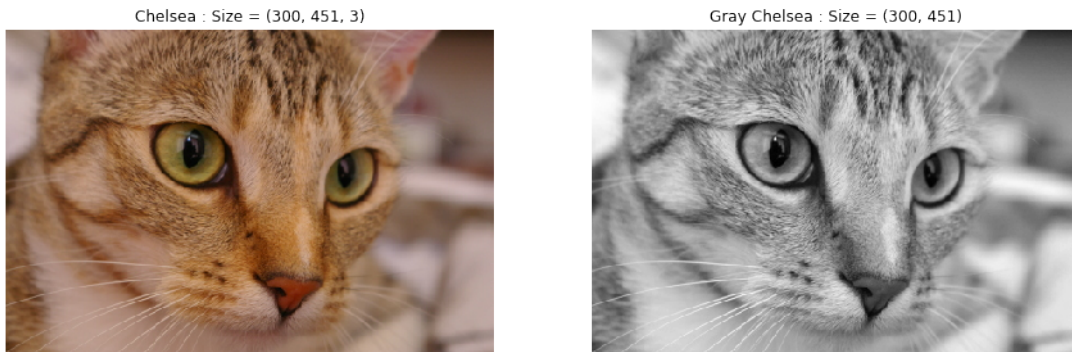 Chelsea : Size = (300, 451, 3)
Gray Chelsea : Size = (300, 451)